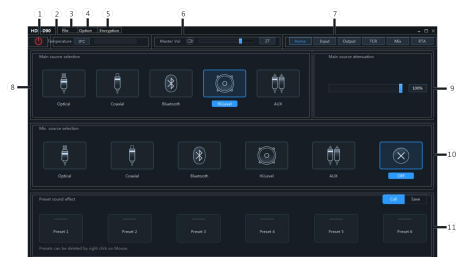 1 2 3 4 5 6 7
HD-D80 File Option Encryption
Temperature 0°C Master Vol 27 Home Input Output TCR Mix RTA
Main source selection Main source attenuation
8 9
100%
Optical Coaxial Bluetooth Hi-Level AUX
Mix. source selection
10
Optical Coaxial Bluetooth Hi-Level AUX OFF
Preset sound effect Call Save
11
Preset 1 Preset 2 Preset 3 Preset 4 Preset 5 Preset 6
Presets can be deleted by right click on Mouse.